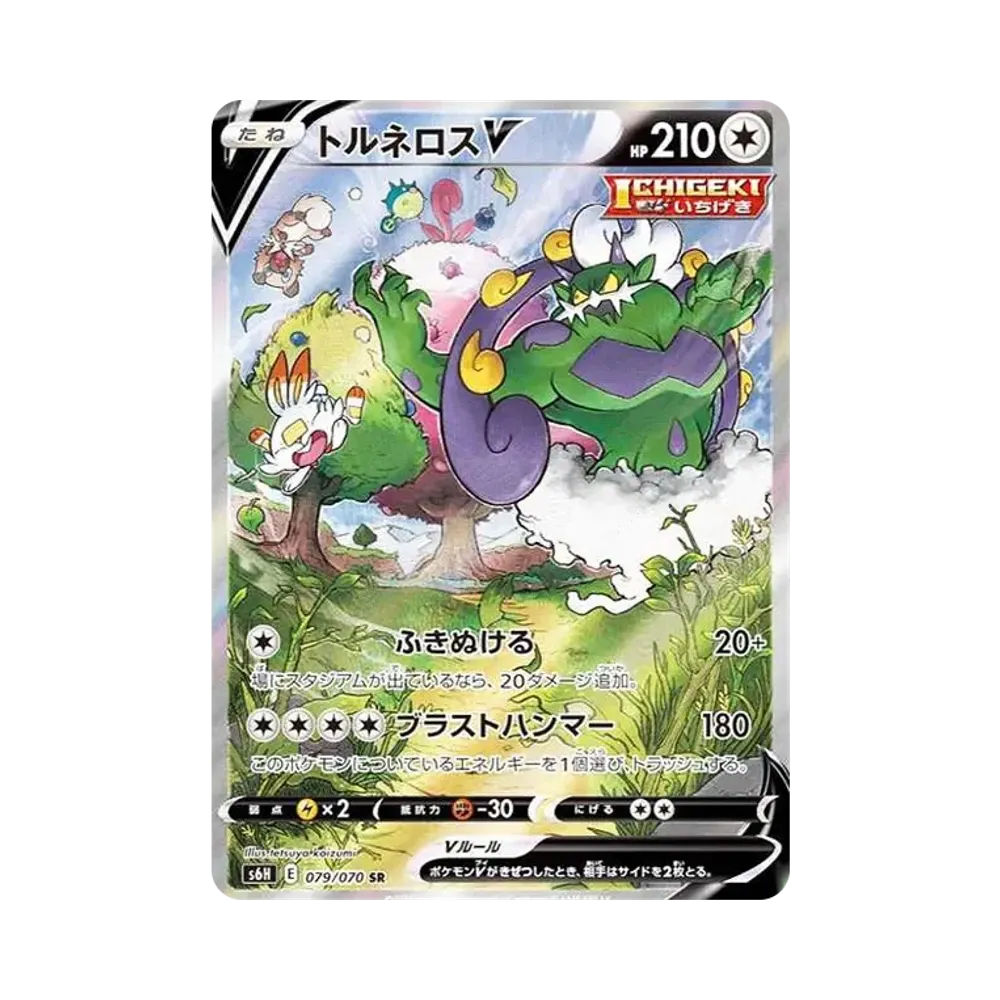 たね トルネロスV HP 210
ICHIGEKI
いちげき
ふきぬける 20+
場にスタジアムが出ているなら、20ダメージ追加。
ブラストハンマー 180
このポケモンについているエネルギーを1個選び、トラッシュする。
弱点 ×2 抵抗力 -30 にげる
Illus. tetsuya koizumi
Vルール
ポケモンVがきぜつしたとき、相手はサイドを2枚とる。
s6H E 079/070 SR